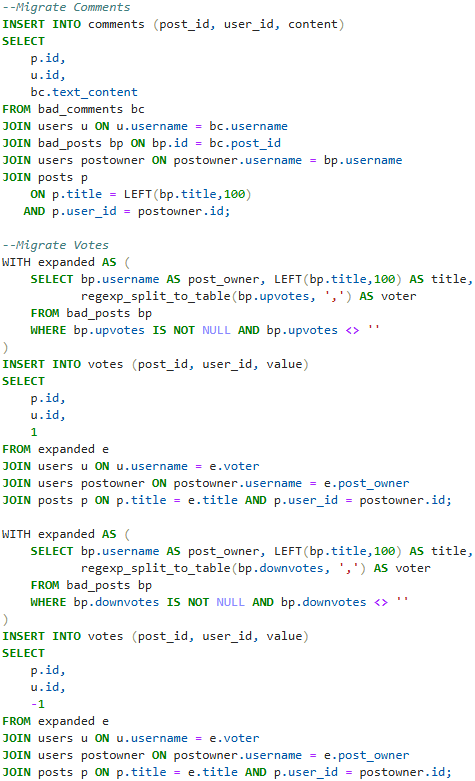 --Migrate Comments
INSERT INTO comments (post_id, user_id, content)
SELECT
    p.id,
    u.id,
    bc.text_content
FROM bad_comments bc
JOIN users u ON u.username = bc.username
JOIN bad_posts bp ON bp.id = bc.post_id
JOIN users postowner ON postowner.username = bp.username
JOIN posts p
    ON p.title = LEFT(bp.title,100)
   AND p.user_id = postowner.id;

--Migrate Votes
WITH expanded AS (
    SELECT bp.username AS post_owner, LEFT(bp.title,100) AS title,
           regexp_split_to_table(bp.upvotes, ',') AS voter
    FROM bad_posts bp
    WHERE bp.upvotes IS NOT NULL AND bp.upvotes <> ''
)
INSERT INTO votes (post_id, user_id, value)
SELECT
    p.id,
    u.id,
    1
FROM expanded e
JOIN users u ON u.username = e.voter
JOIN users postowner ON postowner.username = e.post_owner
JOIN posts p ON p.title = e.title AND p.user_id = postowner.id;

WITH expanded AS (
    SELECT bp.username AS post_owner, LEFT(bp.title,100) AS title,
           regexp_split_to_table(bp.downvotes, ',') AS voter
    FROM bad_posts bp
    WHERE bp.downvotes IS NOT NULL AND bp.downvotes <> ''
)
INSERT INTO votes (post_id, user_id, value)
SELECT
    p.id,
    u.id,
    -1
FROM expanded e
JOIN users u ON u.username = e.voter
JOIN users postowner ON postowner.username = e.post_owner
JOIN posts p ON p.title = e.title AND p.user_id = postowner.id;